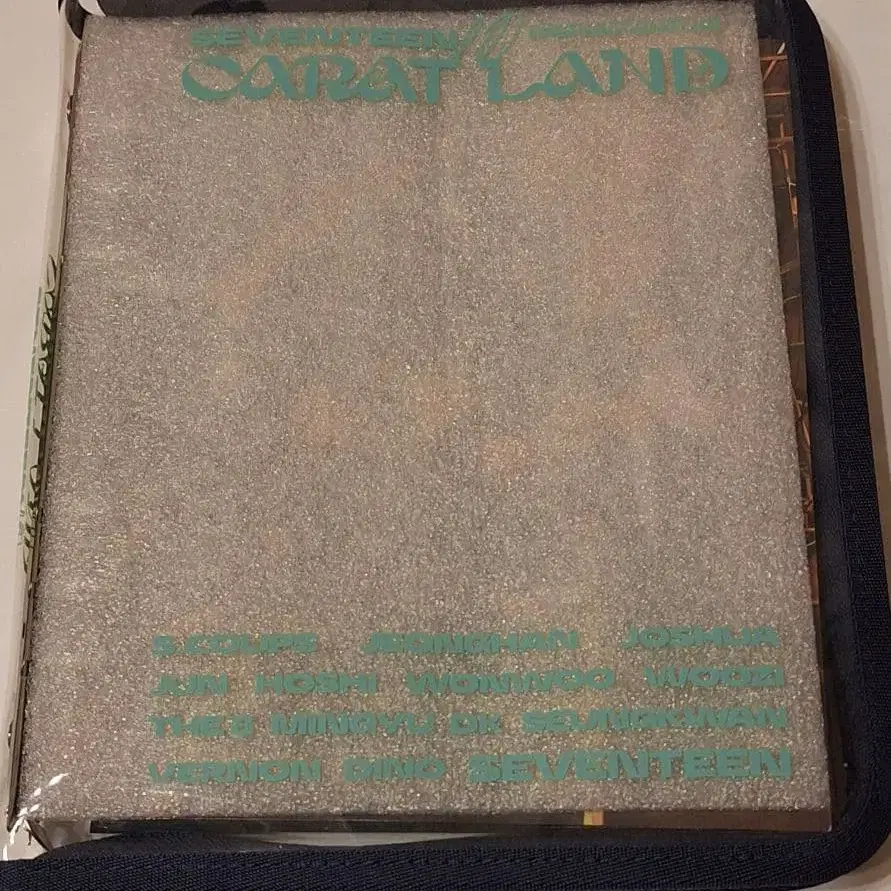 SEVENTEEN
CARAT LAND
S.COUPS JEONGHAN JOSHUA
JUN HOSHI WONWOO WOOZI
THE 8 MINGYU DK SEUNGKWAN
VERNON DINO SEVENTEEN